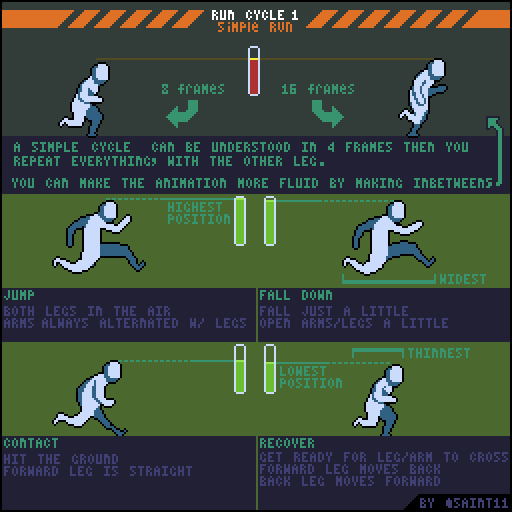 RUN CYCLE 1
SIMPLE RUN
8 FRAMES
16 FRAMES
A SIMPLE CYCLE CAN BE UNDERSTOOD IN 4 FRAMES THEN YOU
REPEAT EVERYTHING, WITH THE OTHER LEG.
YOU CAN MAKE THE ANIMATION MORE FLUID BY MAKING INBETWEENS
HIGHEST
POSITION
WIDEST
JUMP
BOTH LEGS IN THE AIR
ARMS ALWAYS ALTERNATED W/ LEGS
FALL DOWN
FALL JUST A LITTLE
OPEN ARMS/LEGS A LITTLE
THINNEST
LOWEST
POSITION
CONTACT
HIT THE GROUND
FORWARD LEG IS STRAIGHT
RECOVER
GET READY FOR LEG/ARM TO CROSS
FORWARD LEG MOVES BACK
BACK LEG MOVES FORWARD
BY @SAINT11